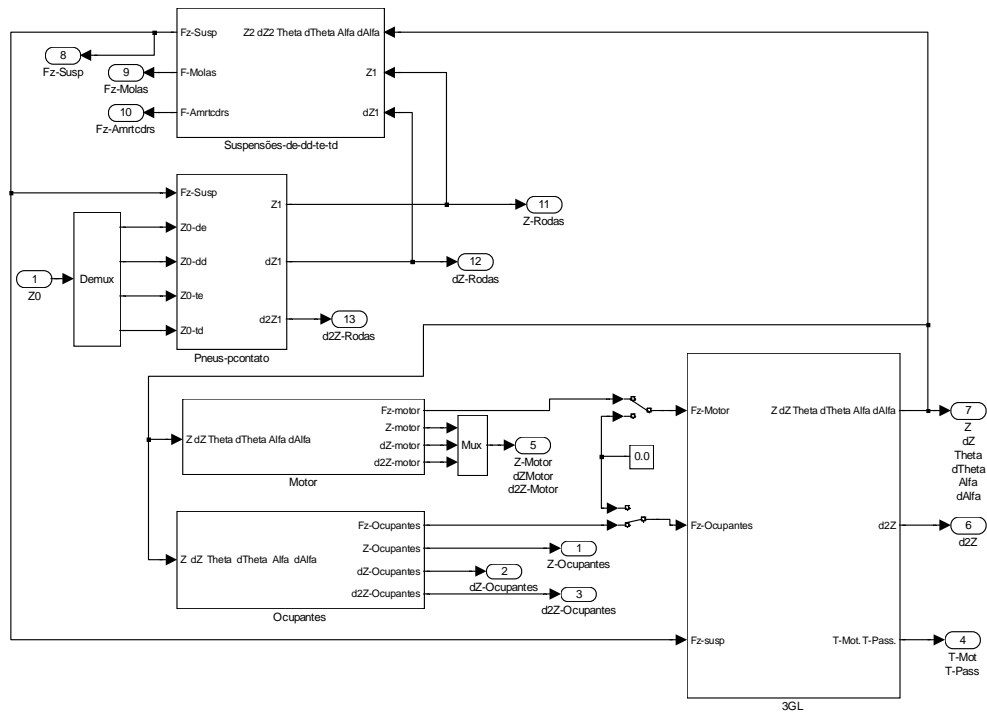 Fz-Susp
Z2 dZ2 Theta dTheta Alfa dAlfa
8
Fz-Susp
9
F-Molas
Z1
Fz-Molas
10
F-Amrtcdrs
dZ1
Fz-Amrtcdrs
Suspensões-de-dd-te-td
Fz-Susp
Z1
11
Z-Rodas
Z0-de
Z0-dd
dZ1
12
dZ-Rodas
1
Z0
Demux
Z0-te
Z0-td
d2Z1
13
d2Z-Rodas
Pneus-pcontato
Fz-motor
Z dZ Theta dTheta Alfa dAlfa
Z-motor
dZ-motor
d2Z-motor
Mux
5
Z-Motor
dZMotor
d2Z-Motor
Motor
0.0
Fz-Motor
Z dZ Theta dTheta Alfa dAlfa
7
Z
dZ
Theta
dTheta
Alfa
dAlfa
Fz-Ocupantes
Fz-Ocupantes
d2Z
6
d2Z
Z dZ Theta dTheta Alfa dAlfa
Z-Ocupantes
1
Z-Ocupantes
dZ-Ocupantes
2
dZ-Ocupantes
d2Z-Ocupantes
3
d2Z-Ocupantes
Ocupantes
Fz-susp
T-Mot. T-Pass.
4
T-Mot
T-Pass
3GL